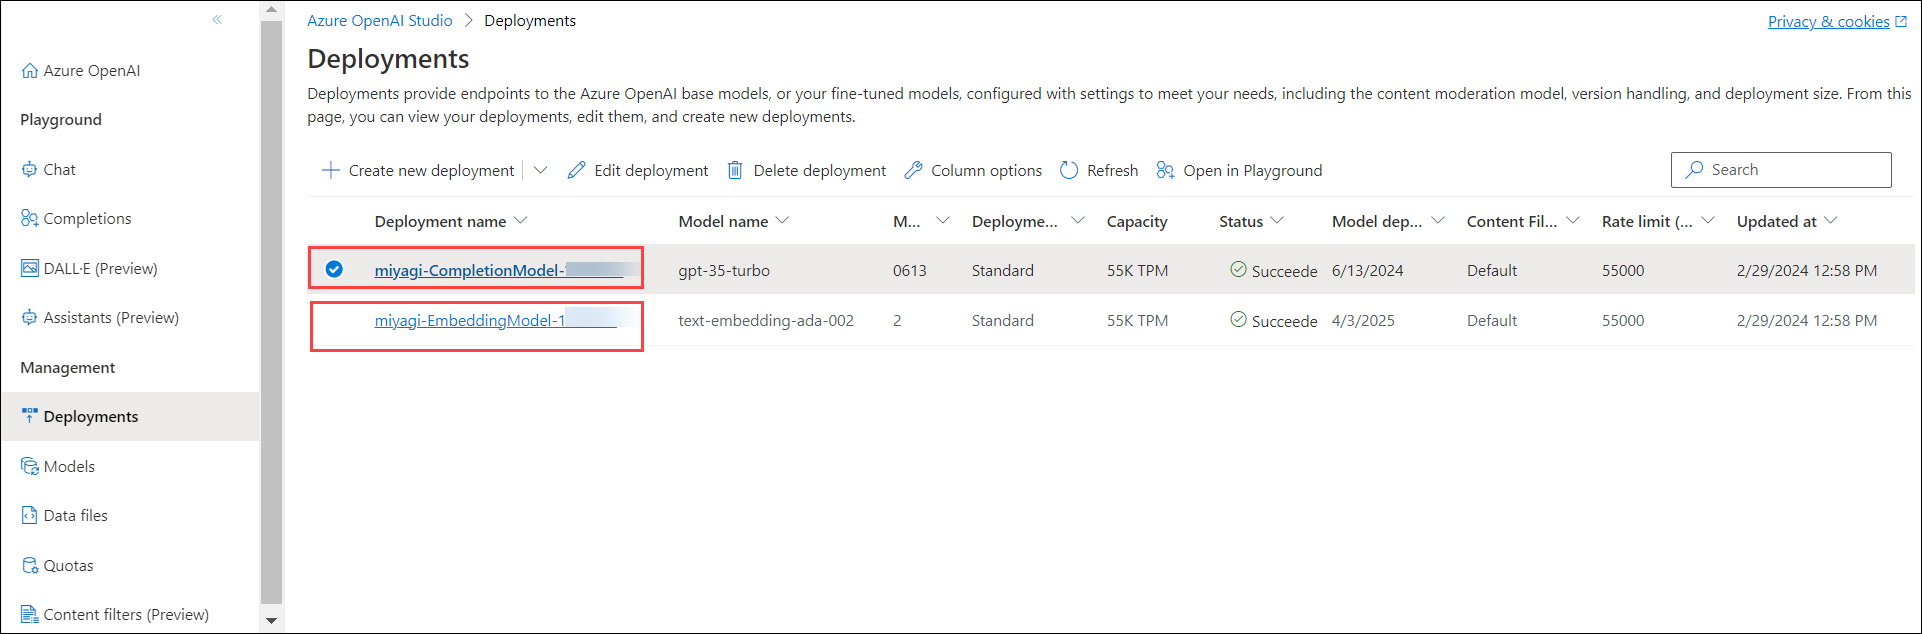 Azure OpenAI
Playground
Chat
Completions
DALL·E (Preview)
Assistants (Preview)
Management
Deployments
Models
Data files
Quotas
Content filters (Preview)
Azure OpenAI Studio > Deployments
Privacy & cookies
Deployments
Deployments provide endpoints to the Azure OpenAI base models, or your fine-tuned models, configured with settings to meet your needs, including the content moderation model, version handling, and deployment size. From this
page, you can view your deployments, edit them, and create new deployments.
Create new deployment Edit deployment Delete deployment Column options Refresh Open in Playground Search
Deployment name Model name M... Deployme... Capacity Status Model dep... Content Fil... Rate limit (... Updated at
miyagi-CompletionModel- gpt-35-turbo 0613 Standard 55K TPM Succeede 6/13/2024 Default 55000 2/29/2024 12:58 PM
miyagi-EmbeddingModel-1 text-embedding-ada-002 2 Standard 55K TPM Succeede 4/3/2025 Default 55000 2/29/2024 12:58 PM